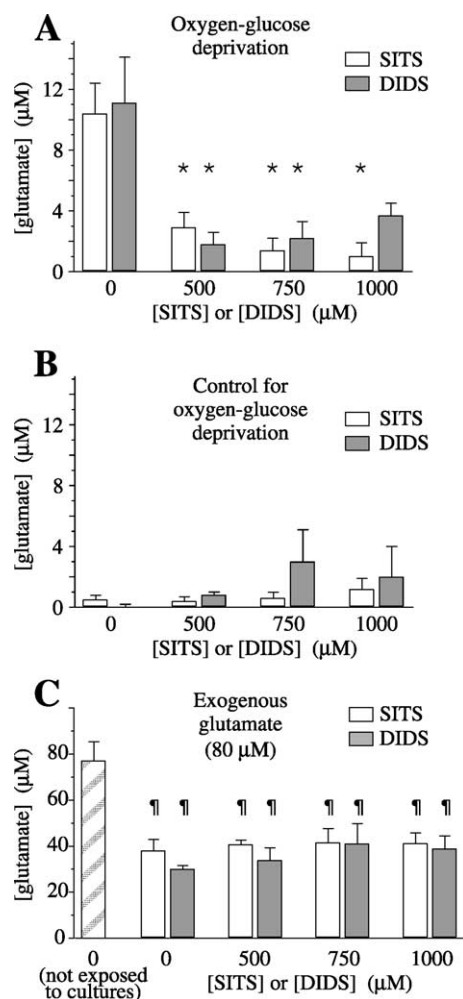 A
Oxygen-glucose
deprivation
SITS
DIDS
[glutamate] (μM)
12
8
4
0
* * * * *
0 500 750 1000
[SITS] or [DIDS] (μM)
B
Control for
oxygen-glucose
deprivation
SITS
DIDS
[glutamate] (μM)
12
8
4
0
0 500 750 1000
[SITS] or [DIDS] (μM)
C
Exogenous
glutamate
(80 μM)
SITS
DIDS
[glutamate] (μM)
80
60
40
20
0
¶ ¶ ¶ ¶ ¶ ¶ ¶ ¶
0 0 500 750 1000
(not exposed
to cultures)
[SITS] or [DIDS] (μM)